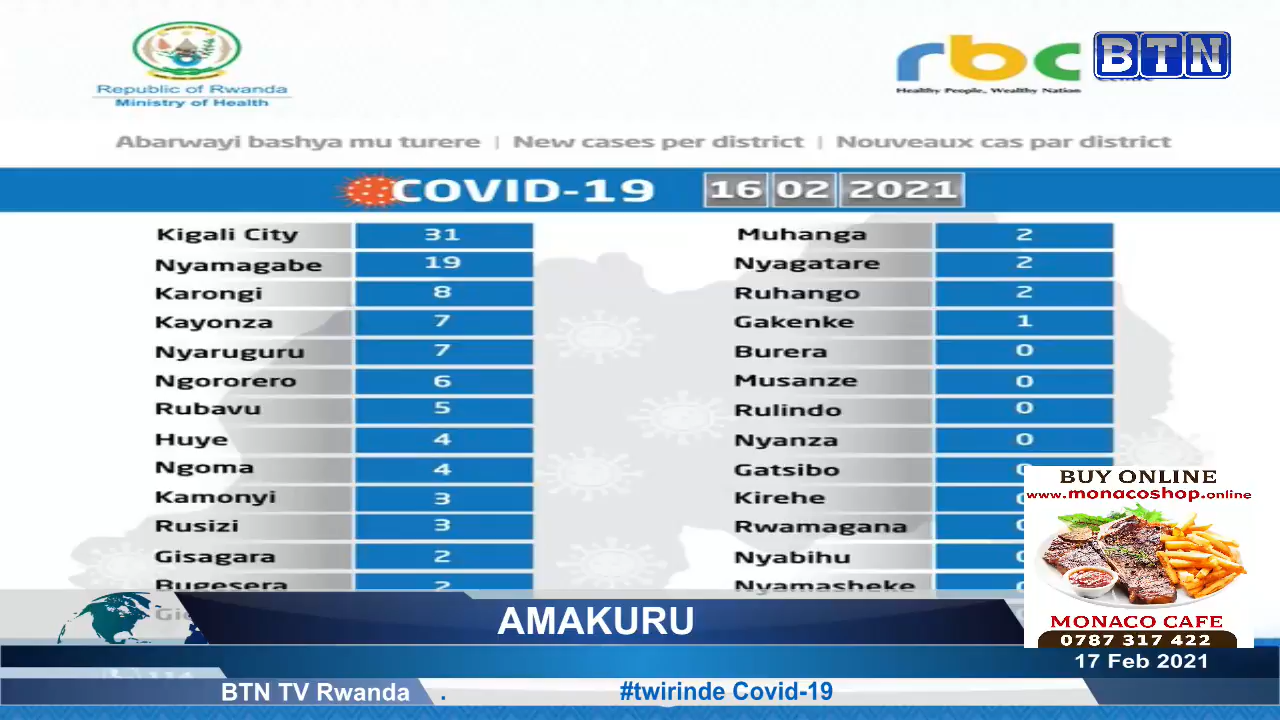 Republic of Rwanda
Ministry of Health
rbc
Healthy People, Wealthy Nation
BTN
Abarwayi bashya mu turere | New cases per district | Nouveaux cas par district
COVID-19 16 02 2021
Kigali City 31
Nyamagabe 19
Karongi 8
Kayonza 7
Nyaruguru 7
Ngororero 6
Rubavu 5
Huye 4
Ngoma 4
Kamonyi 3
Rusizi 3
Gisagara 2
Bugesera 2
Muhanga 2
Nyagatare 2
Ruhango 2
Gakenke 1
Burera 0
Musanze 0
Rulindo 0
Nyanza 0
Gatsibo
Kirehe
Rwamagana
Nyabihu
Nyamasheke
BUY ONLINE
www.monacoshop.online
MONACO CAFE
0787 317 422
AMAKURU
17 Feb 2021
BTN TV Rwanda .
#twirinde Covid-19